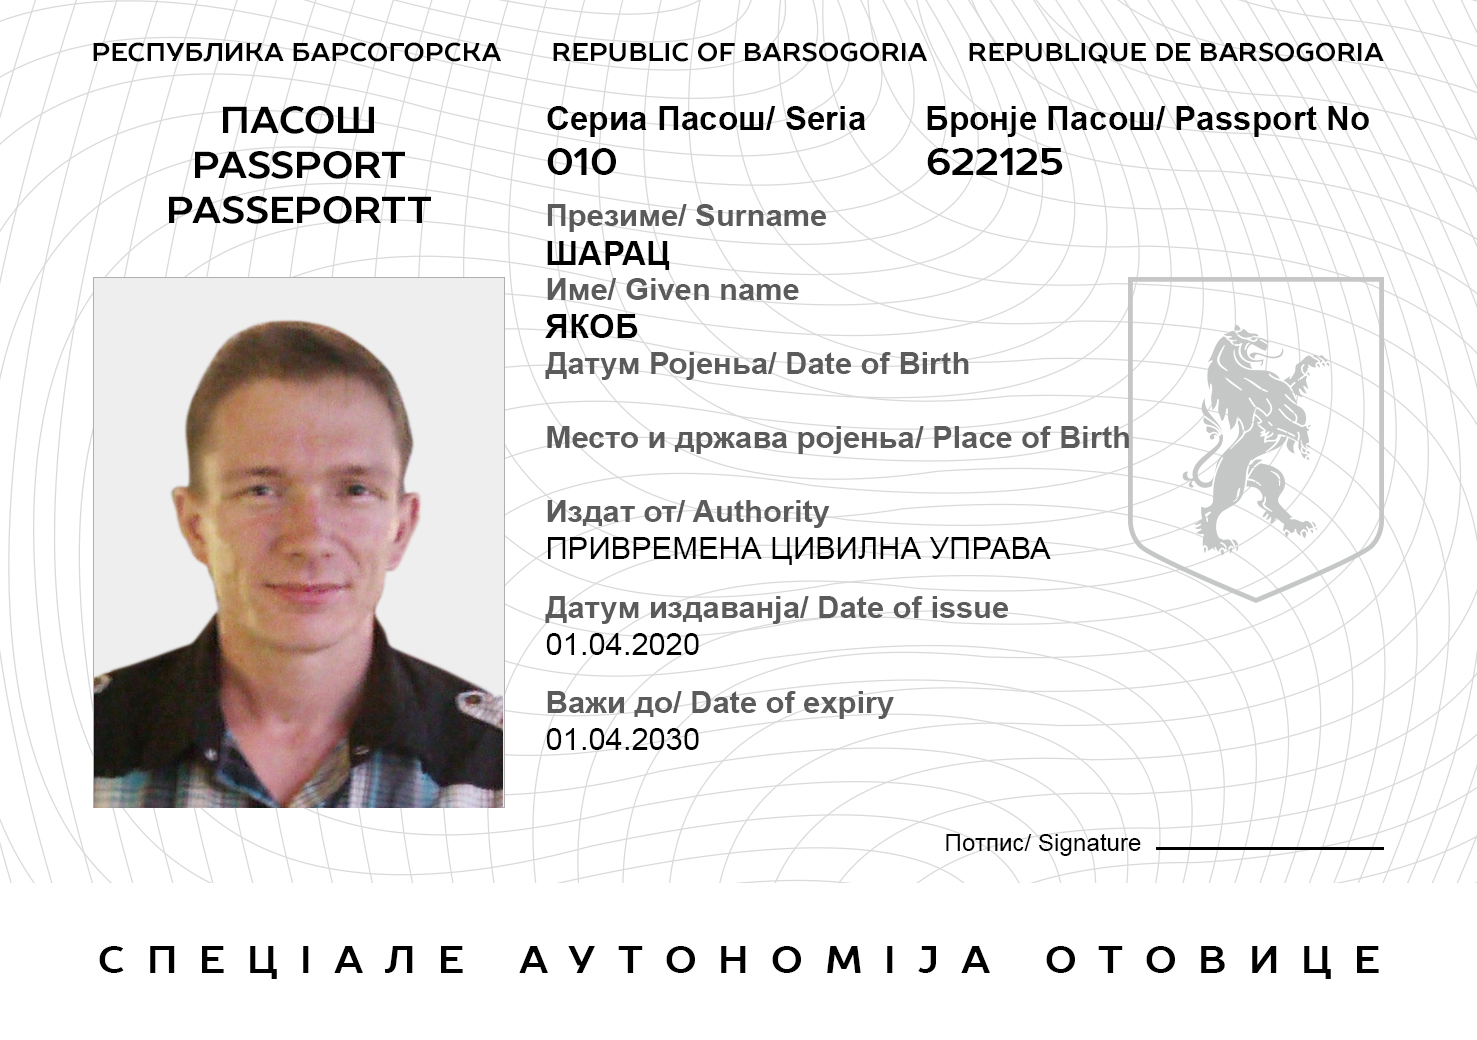 РЕСПУБЛИКА БАРСОГОРСКА REPUBLIC OF BARSOGORIA REPUBLIQUE DE BARSOGORIA
ПАСОШ
PASSPORT
PASSEPORTT
Сериа Пасош/ Seria
010
Бронје Пасош/ Passport No
622125
Презиме/ Surname
ШАРАЦ
Име/ Given name
ЯКОБ
Датум Ројења/ Date of Birth
Место и држава ројења/ Place of Birth
Издат от/ Authority
ПРИВРЕМЕНА ЦИВИЛНА УПРАВА
Датум издаванја/ Date of issue
01.04.2020
Важи до/ Date of expiry
01.04.2030
Потпис/ Signature
СПЕЦІАЛЕ АУТОНОМІЈА ОТОВИЦЕ